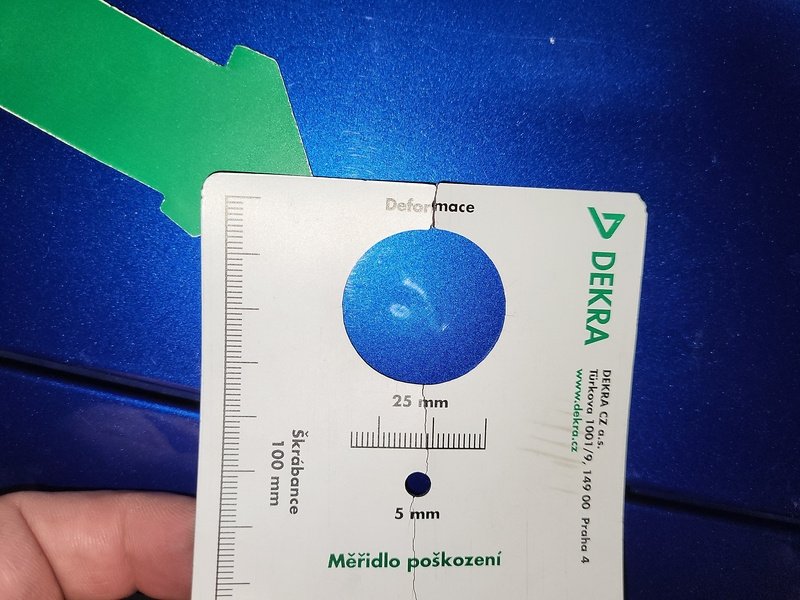 Deformace
DEKRA
DEKRA CZ a.s.
Türkova 1001/9, 149 00 Praha 4
www.dekra.cz
25 mm
Škrábance
100 mm
5 mm
Měřidlo poškození